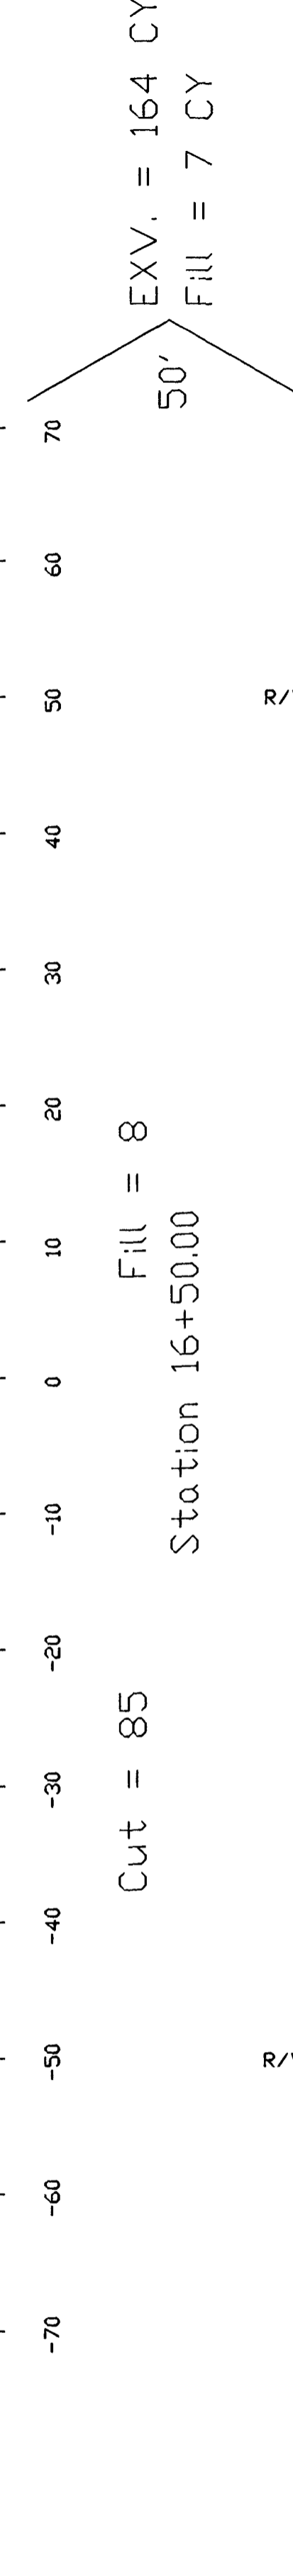 -70 -60 -50 -40 -30 -20 -10 0 10 20 30 40 50 60 70
Cut = 85 Fill = 8
EXV. = 164 CY
Station 16+50.00
50'
Fill = 7 CY
R/ R/